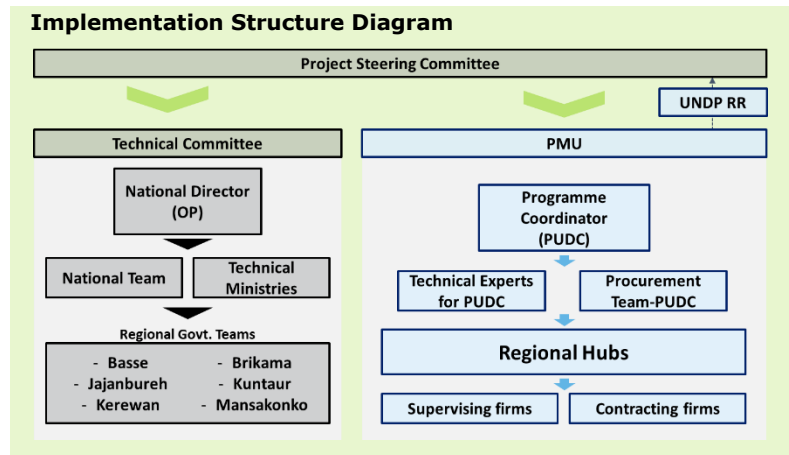 Implementation Structure Diagram
Project Steering Committee
UNDP RR
Technical Committee
National Director
(OP)
National Team
Technical
Ministries
Regional Govt. Teams
- Basse
- Brikama
- Jajanbureh
- Kuntaur
- Kerewan
- Mansakonko
PMU
Programme
Coordinator
(PUDC)
Technical Experts
for PUDC
Procurement
Team-PUDC
Regional Hubs
Supervising firms
Contracting firms